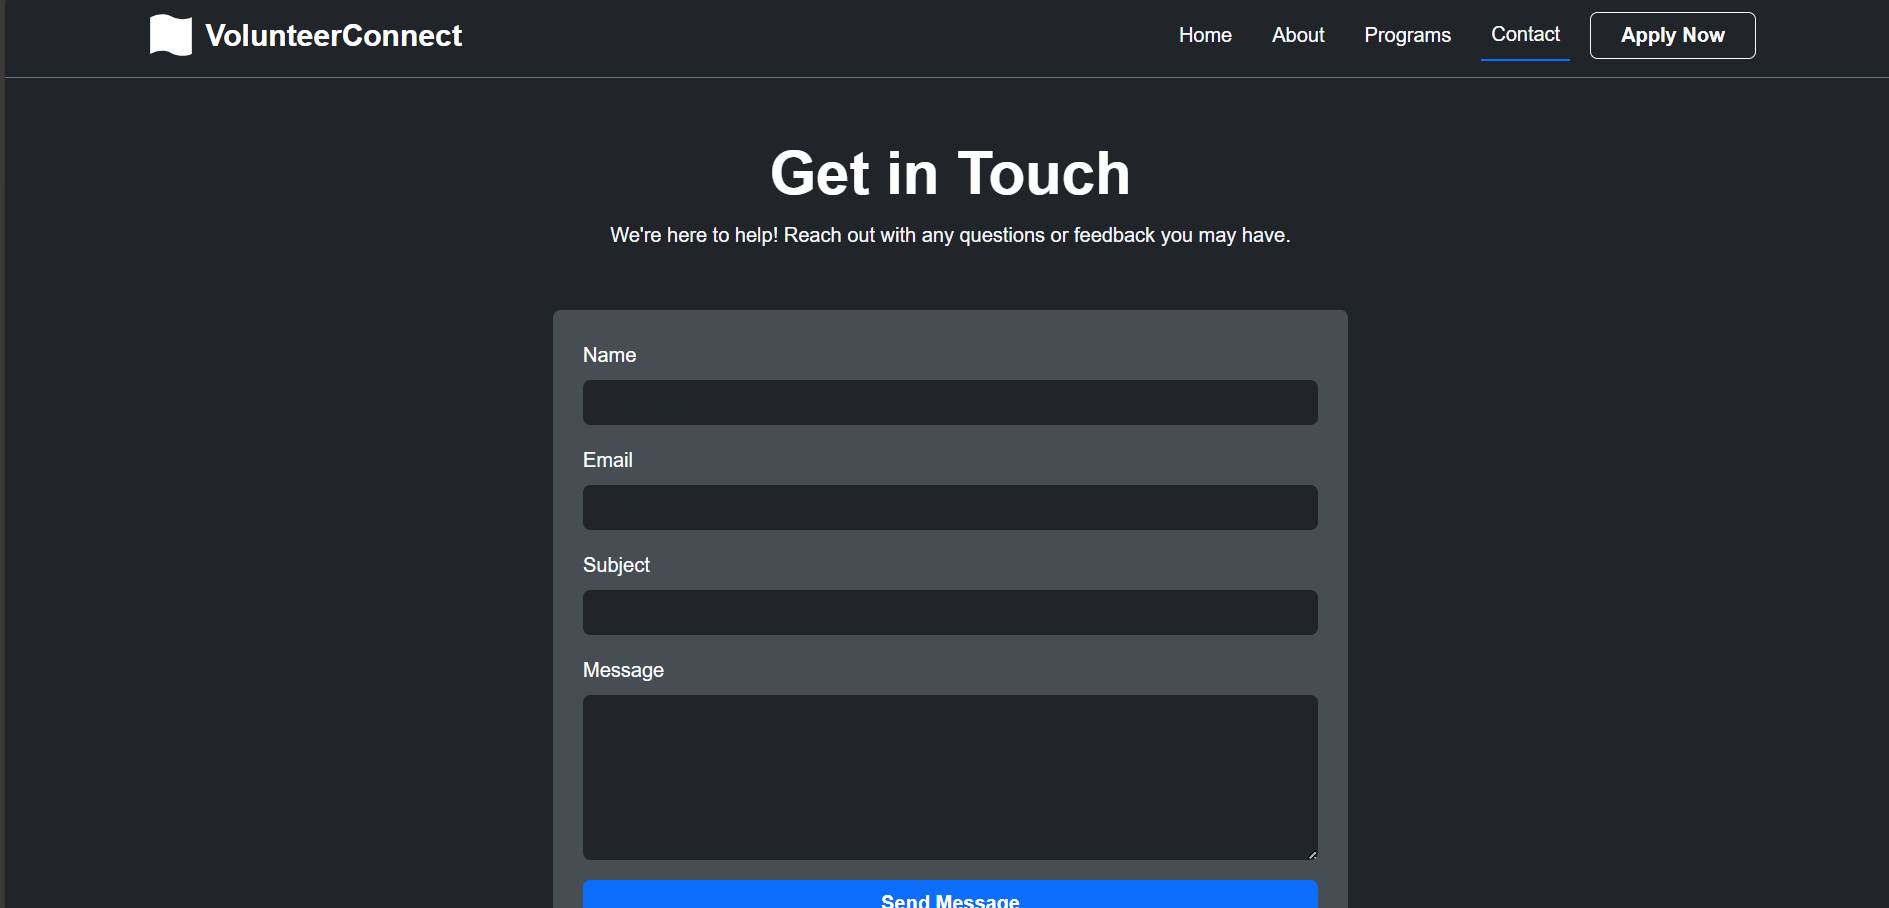 VolunteerConnect
Home About Programs Contact Apply Now
Get in Touch
We're here to help! Reach out with any questions or feedback you may have.
Name
Email
Subject
Message
Send Message